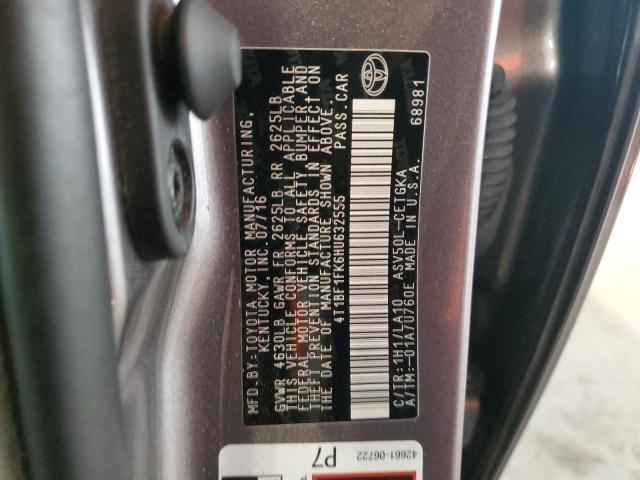 MFD BY: TOYOTA MOTOR MANUFACTURING,
KENTUCKY, INC. 07/16
GVWR 4630LB GAWR FR 2625LB RR 2625LB
THIS VEHICLE CONFORMS TO ALL APPLICABLE
FEDERAL MOTOR VEHICLE SAFETY, BUMPER, AND
THEFT PREVENTION STANDARDS IN EFFECT ON
THE DATE OF MANUFACTURE SHOWN ABOVE.
4T1BF1FK6HU632555 PASS. CAR
C/TR: 1H1/LA10 ASV50L-CETGKA
A/TM: -01A/U760E MADE IN U.S.A. 68981
42661-06722
P7